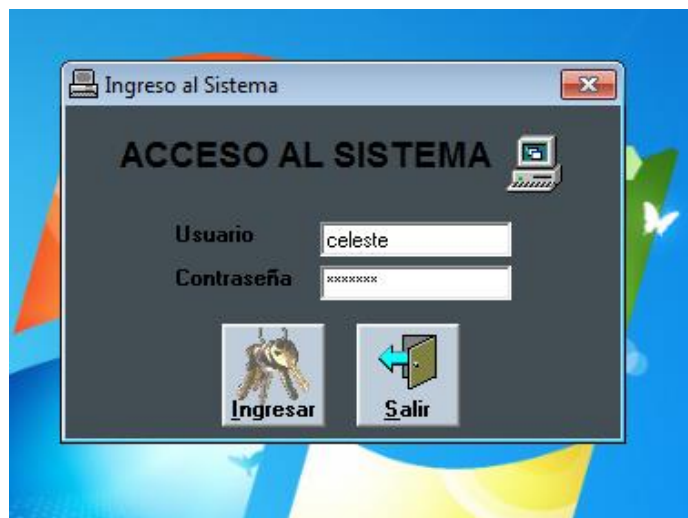 Ingreso al Sistema
ACCESO AL SISTEMA
Usuario
celeste
Contraseña
×××××××
Ingresar
Salir